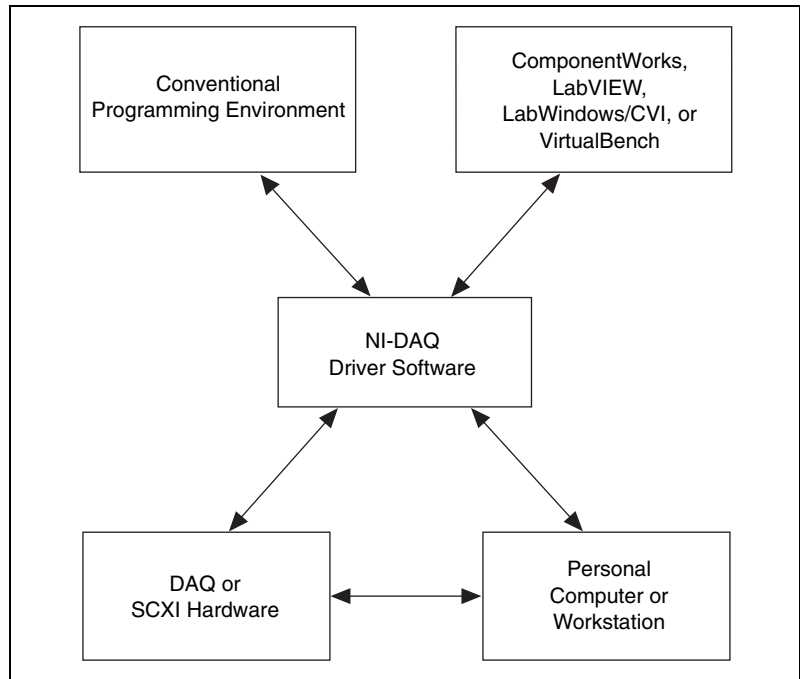 Conventional
Programming Environment
ComponentWorks,
LabVIEW,
LabWindows/CVI, or
VirtualBench
NI-DAQ
Driver Software
DAQ or
SCXI Hardware
Personal
Computer or
Workstation